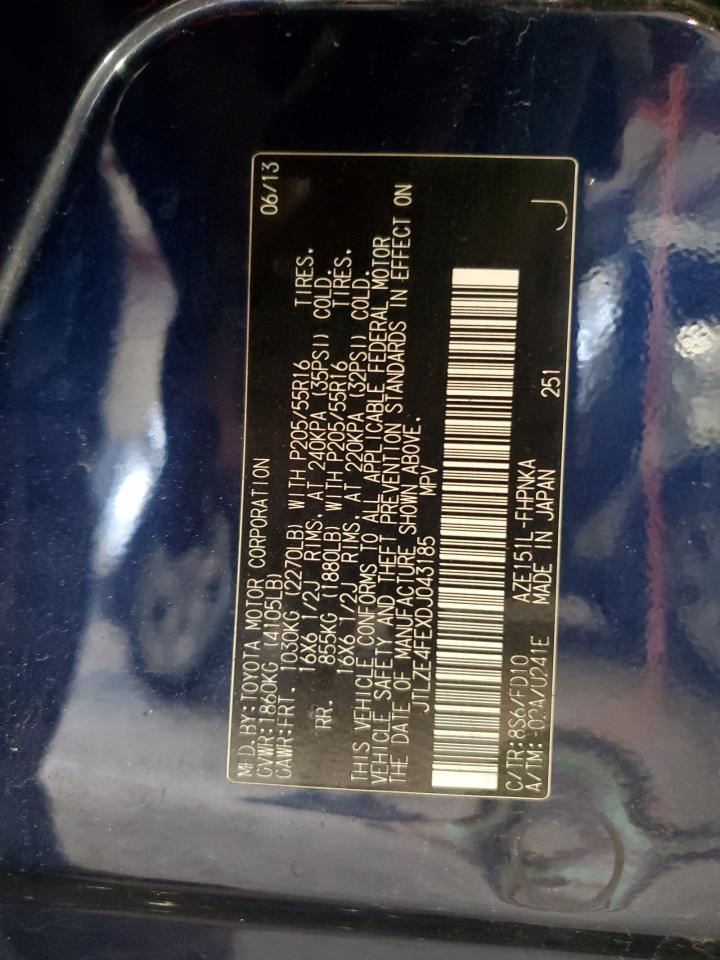 MFD.BY:TOYOTA MOTOR CORPORATION 06/13
GVWR:1860KG (4105LB)
GAWR:FRT. 1030KG (2270LB) WITH P205/55R16 TIRES.
16X6 1/2J RIMS. AT 240KPA (35PSI) COLD.
RR. 855KG (1880LB) WITH P205/55R16 TIRES.
16X6 1/2J RIMS. AT 220KPA (32PSI) COLD.
THIS VEHICLE CONFORMS TO ALL APPLICABLE FEDERAL MOTOR
VEHICLE SAFETY AND THEFT PREVENTION STANDARDS IN EFFECT ON
THE DATE OF MANUFACTURE SHOWN ABOVE.
JTLZE4FEXDJ043185 MPV
C/TR:8S6/FD10 AZE151L-FHPNKA 251 J
A/TM:-02A/U241E MADE IN JAPAN